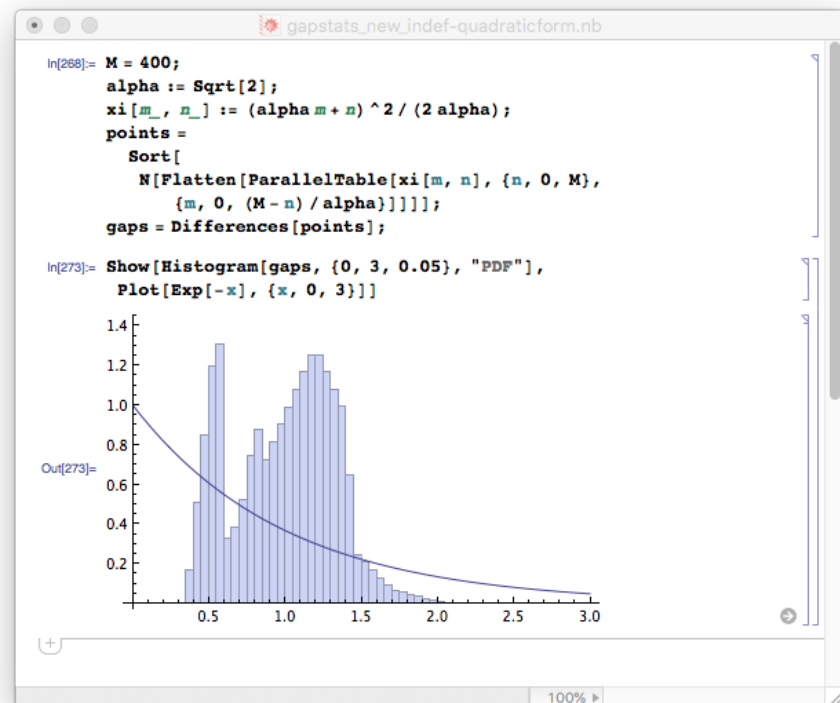 gapstats_new_indef-quadraticform.nb
In[268]:= M = 400;
alpha := Sqrt[2];
xi[m_, n_] := (alpha m + n) ^ 2 / (2 alpha);
points =
Sort[
N[Flatten[ParallelTable[xi[m, n], {n, 0, M},
{m, 0, (M - n) / alpha}]]]];
gaps = Differences[points];
In[273]:= Show[Histogram[gaps, {0, 3, 0.05}, "PDF"],
Plot[Exp[-x], {x, 0, 3}]]
1.4
1.2
1.0
0.8
Out[273]=
0.6
0.4
0.2
0.5 1.0 1.5 2.0 2.5 3.0
100%